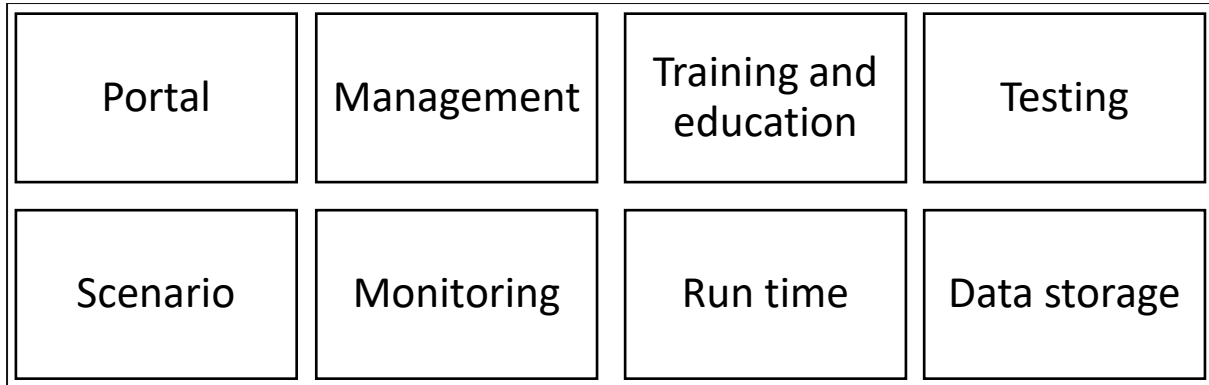 Portal
Management
Training and
education
Testing
Scenario
Monitoring
Run time
Data storage